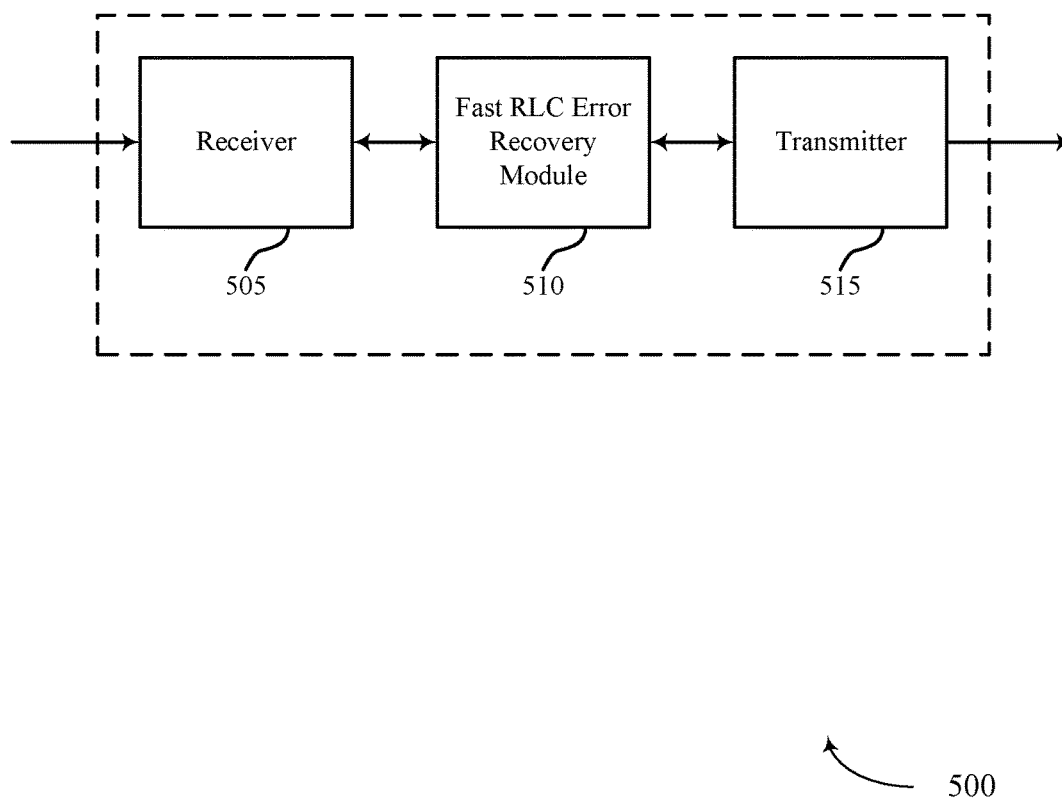 Receiver
Fast RLC Error
Recovery
Module
Transmitter
505
510
515
500